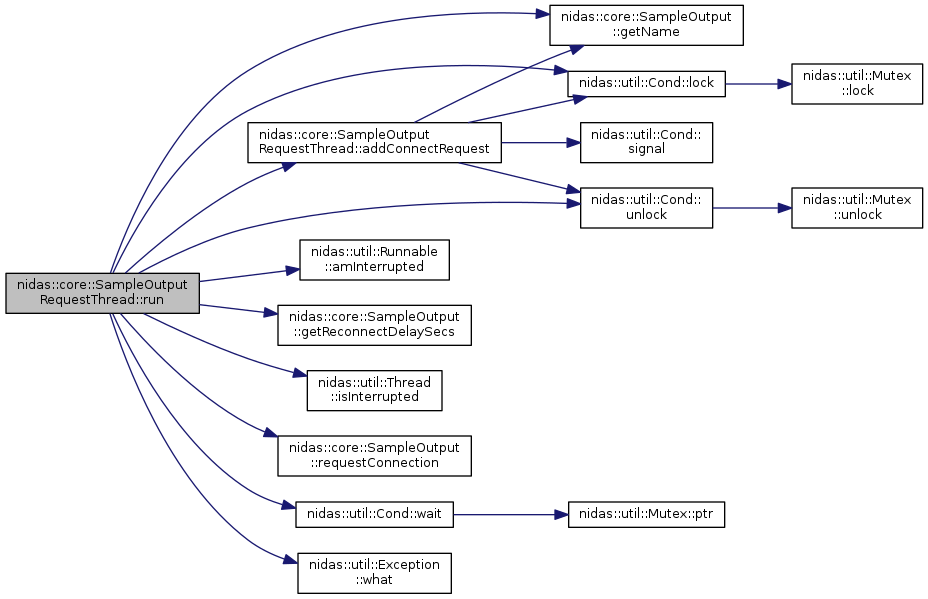 nidas::core::SampleOutput
::getName
nidas::util::Cond::lock
nidas::util::Mutex
::lock
nidas::core::SampleOutput
RequestThread::addConnectRequest
nidas::util::Cond::
signal
nidas::util::Cond::
unlock
nidas::util::Mutex
::unlock
nidas::util::Runnable
::amInterrupted
nidas::core::SampleOutput
RequestThread::run
nidas::core::SampleOutput
::getReconnectDelaySecs
nidas::util::Thread
::isInterrupted
nidas::core::SampleOutput
::requestConnection
nidas::util::Cond::wait
nidas::util::Mutex::ptr
nidas::util::Exception
::what